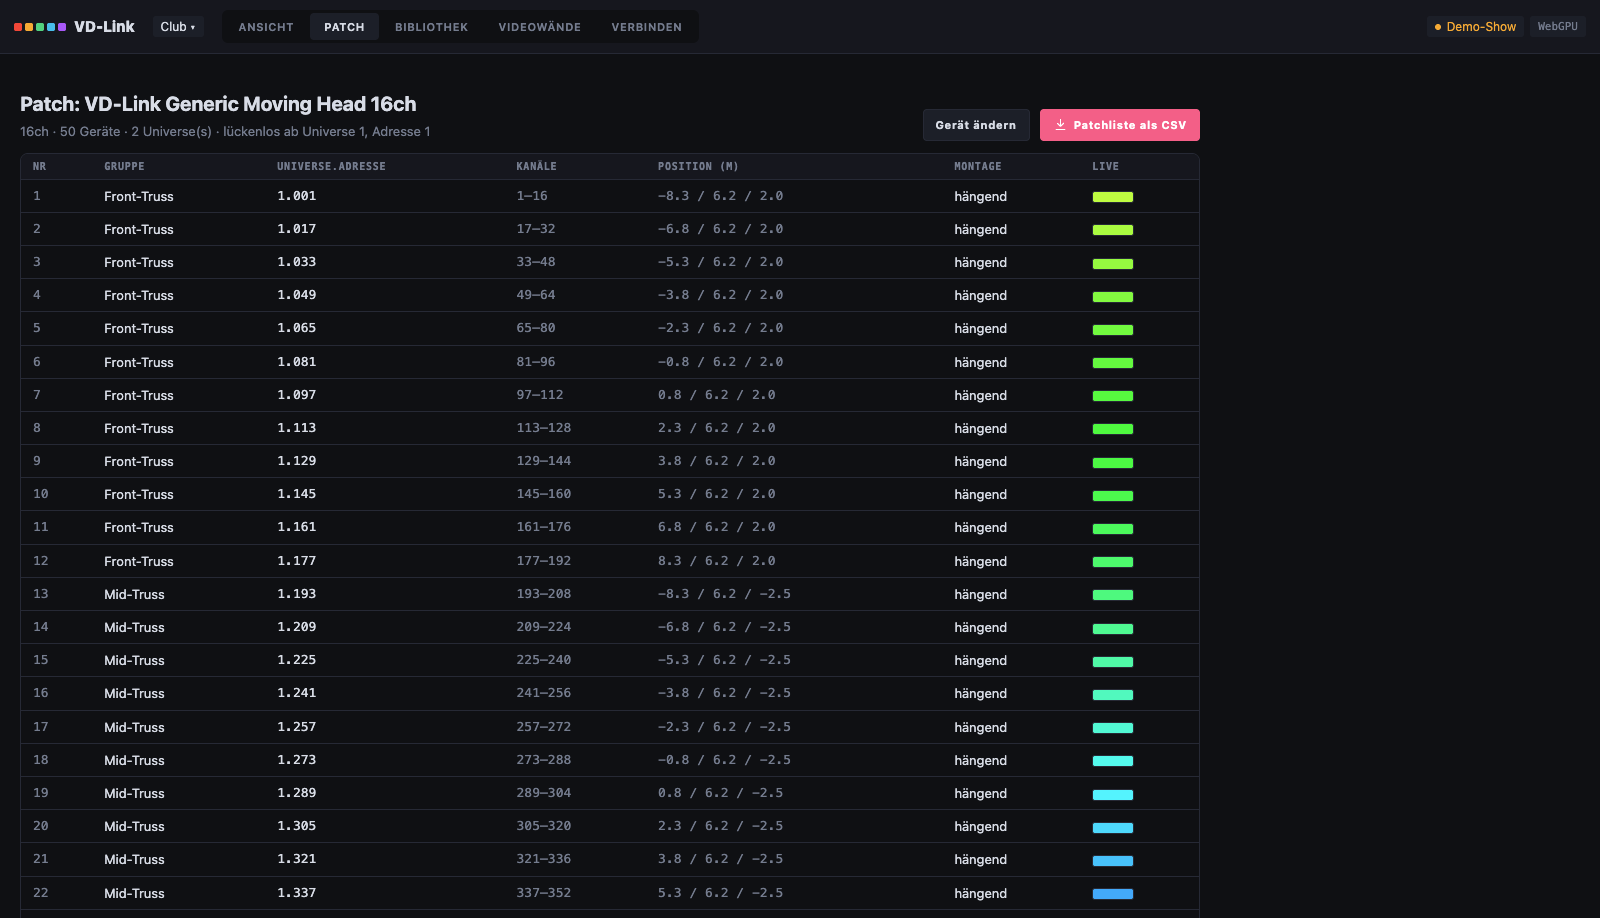 VD-Link Club ▾ ANSICHT PATCH BIBLIOTHEK VIDEOWÄNDE VERBINDEN Demo-Show WebGPU
Patch: VD-Link Generic Moving Head 16ch
16ch · 50 Geräte · 2 Universe(s) · lückenlos ab Universe 1, Adresse 1
Gerät ändern Patchliste als CSV
NR GRUPPE UNIVERSE.ADRESSE KANÄLE POSITION (M) MONTAGE LIVE
1 Front-Truss 1.001 1–16 −8.3 / 6.2 / 2.0 hängend
2 Front-Truss 1.017 17–32 −6.8 / 6.2 / 2.0 hängend
3 Front-Truss 1.033 33–48 −5.3 / 6.2 / 2.0 hängend
4 Front-Truss 1.049 49–64 −3.8 / 6.2 / 2.0 hängend
5 Front-Truss 1.065 65–80 −2.3 / 6.2 / 2.0 hängend
6 Front-Truss 1.081 81–96 −0.8 / 6.2 / 2.0 hängend
7 Front-Truss 1.097 97–112 0.8 / 6.2 / 2.0 hängend
8 Front-Truss 1.113 113–128 2.3 / 6.2 / 2.0 hängend
9 Front-Truss 1.129 129–144 3.8 / 6.2 / 2.0 hängend
10 Front-Truss 1.145 145–160 5.3 / 6.2 / 2.0 hängend
11 Front-Truss 1.161 161–176 6.8 / 6.2 / 2.0 hängend
12 Front-Truss 1.177 177–192 8.3 / 6.2 / 2.0 hängend
13 Mid-Truss 1.193 193–208 −8.3 / 6.2 / −2.5 hängend
14 Mid-Truss 1.209 209–224 −6.8 / 6.2 / −2.5 hängend
15 Mid-Truss 1.225 225–240 −5.3 / 6.2 / −2.5 hängend
16 Mid-Truss 1.241 241–256 −3.8 / 6.2 / −2.5 hängend
17 Mid-Truss 1.257 257–272 −2.3 / 6.2 / −2.5 hängend
18 Mid-Truss 1.273 273–288 −0.8 / 6.2 / −2.5 hängend
19 Mid-Truss 1.289 289–304 0.8 / 6.2 / −2.5 hängend
20 Mid-Truss 1.305 305–320 2.3 / 6.2 / −2.5 hängend
21 Mid-Truss 1.321 321–336 3.8 / 6.2 / −2.5 hängend
22 Mid-Truss 1.337 337–352 5.3 / 6.2 / −2.5 hängend